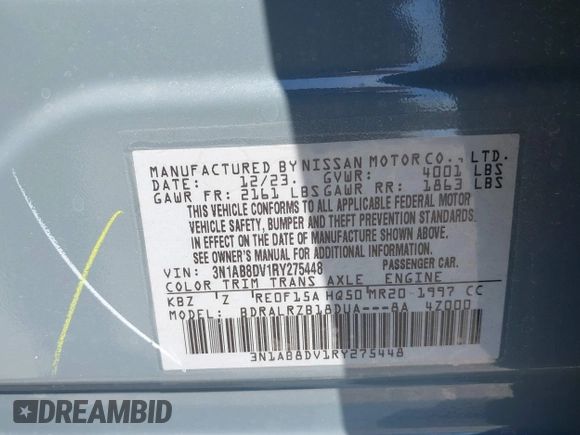 MANUFACTURED BY NISSAN MOTOR CO., LTD.
DATE: 12/23. GVWR: 4001 LBS
GAWR FR: 2161 LBS GAWR RR: 1863 LBS
THIS VEHICLE CONFORMS TO ALL APPLICABLE FEDERAL MOTOR
VEHICLE SAFETY, BUMPER AND THEFT PREVENTION STANDARDS
IN EFFECT ON THE DATE OF MANUFACTURE SHOWN ABOVE.
SEE OWNER'S MANUAL FOR ADDITIONAL INFORMATION.
VIN: 3N1AB8DV1RY275448 PASSENGER CAR.
COLOR TRIM TRANS AXLE ENGINE
KBZ Z RE0F15A HQ50 MR20 1997 CC
MODEL: BDRALRZB18DUA---8A 47000
3N1AB8DV1RY275448
DREAMBID